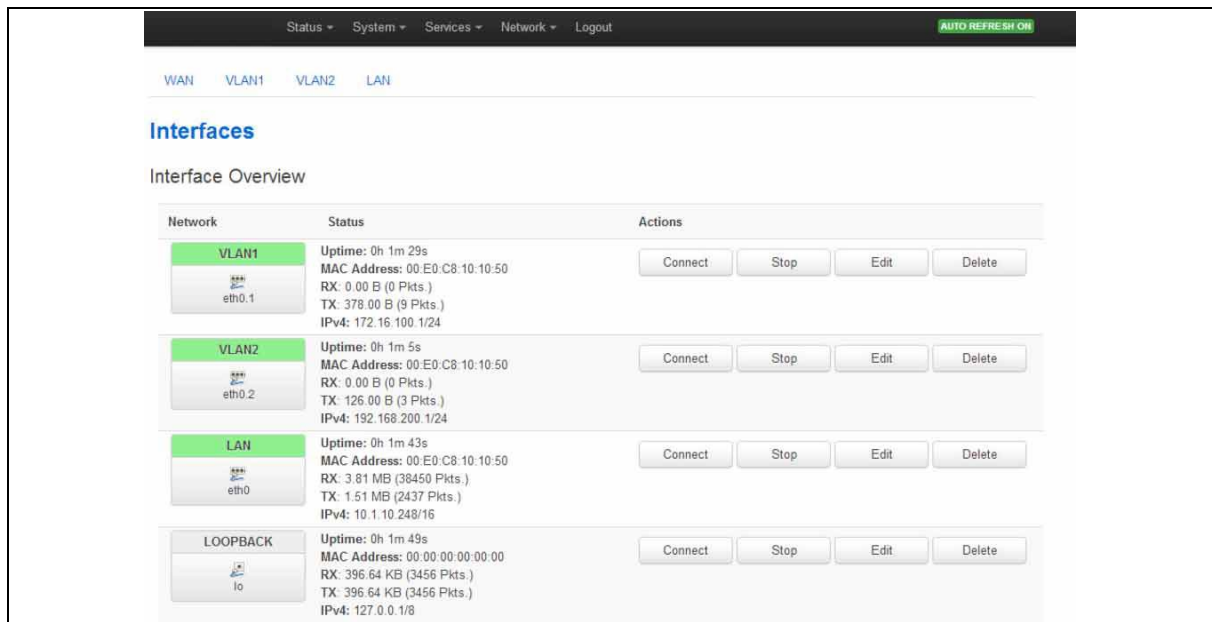 Status System Services Network Logout AUTO REFRESH ON
WAN VLAN1 VLAN2 LAN
Interfaces
Interface Overview
Network Status Actions
VLAN1
eth0.1
Uptime: 0h 1m 29s
MAC Address: 00:E0:C8:10:10:50
RX: 0.00 B (0 Pkts.)
TX: 378.00 B (9 Pkts.)
IPv4: 172.16.100.1/24
Connect Stop Edit Delete
VLAN2
eth0.2
Uptime: 0h 1m 5s
MAC Address: 00:E0:C8:10:10:50
RX: 0.00 B (0 Pkts.)
TX: 126.00 B (3 Pkts.)
IPv4: 192.168.200.1/24
Connect Stop Edit Delete
LAN
eth0
Uptime: 0h 1m 43s
MAC Address: 00:E0:C8:10:10:50
RX: 3.81 MB (38450 Pkts.)
TX: 1.51 MB (2437 Pkts.)
IPv4: 10.1.10.248/16
Connect Stop Edit Delete
LOOPBACK
lo
Uptime: 0h 1m 49s
MAC Address: 00:00:00:00:00:00
RX: 396.64 KB (3456 Pkts.)
TX: 396.64 KB (3456 Pkts.)
IPv4: 127.0.0.1/8
Connect Stop Edit Delete